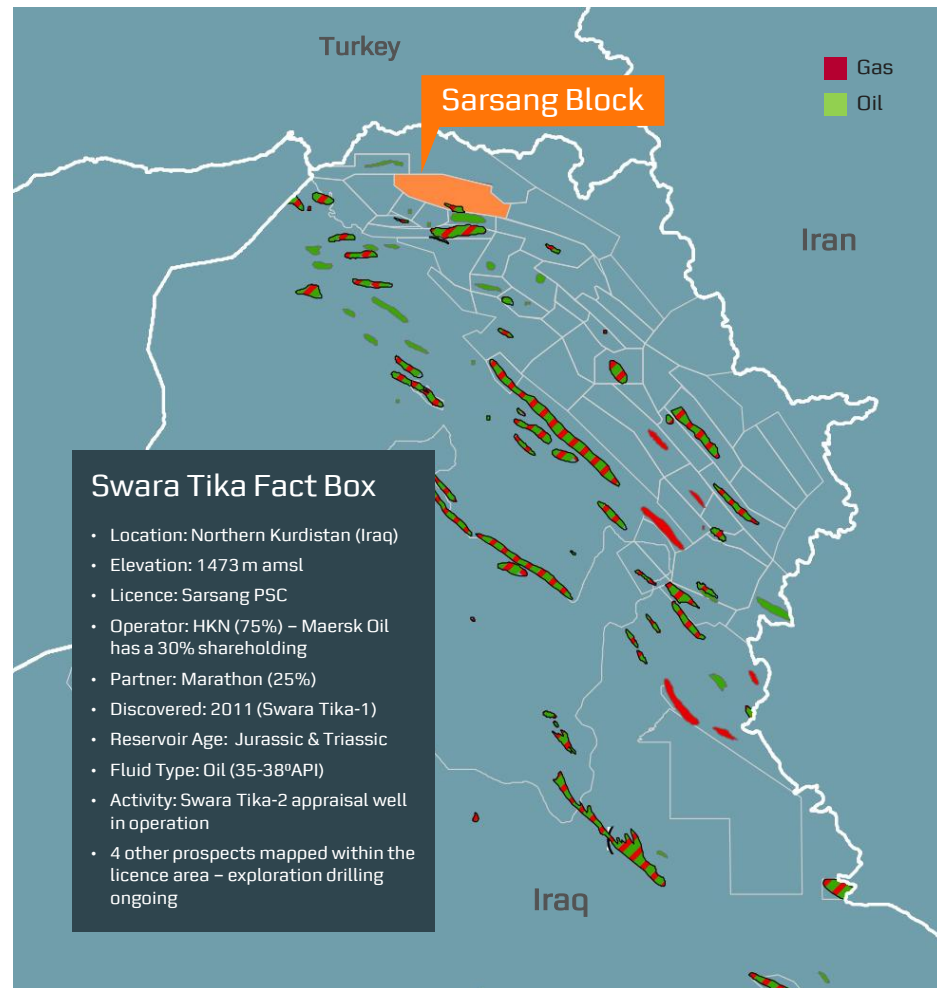 Turkey
Gas
Oil
Sarsang Block
Iran
Swara Tika Fact Box
• Location: Northern Kurdistan (Iraq)
• Elevation: 1473 m amsl
• Licence: Sarsang PSC
• Operator: HKN (75%) – Maersk Oil
has a 30% shareholding
• Partner: Marathon (25%)
• Discovered: 2011 (Swara Tika-1)
• Reservoir Age: Jurassic & Triassic
• Fluid Type: Oil (35-38ºAPI)
• Activity: Swara Tika-2 appraisal well
in operation
• 4 other prospects mapped within the
licence area – exploration drilling
ongoing
Iraq